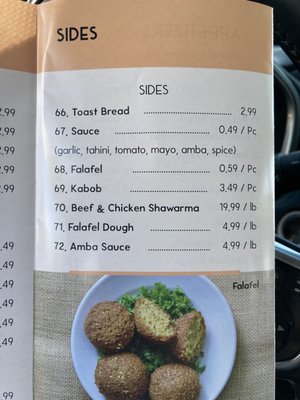 SIDES
SIDES
66. Toast Bread 2,99
67. Sauce 0,49 / Pc
(garlic, tahini, tomato, mayo, amba, spice)
68. Falafel 0,59 / Pc
69. Kabob 3,49 / Pc
70. Beef & Chicken Shawarma 19,99 / lb
71. Falafel Dough 4,99 / lb
72. Amba Sauce 4,99 / lb
Falafel